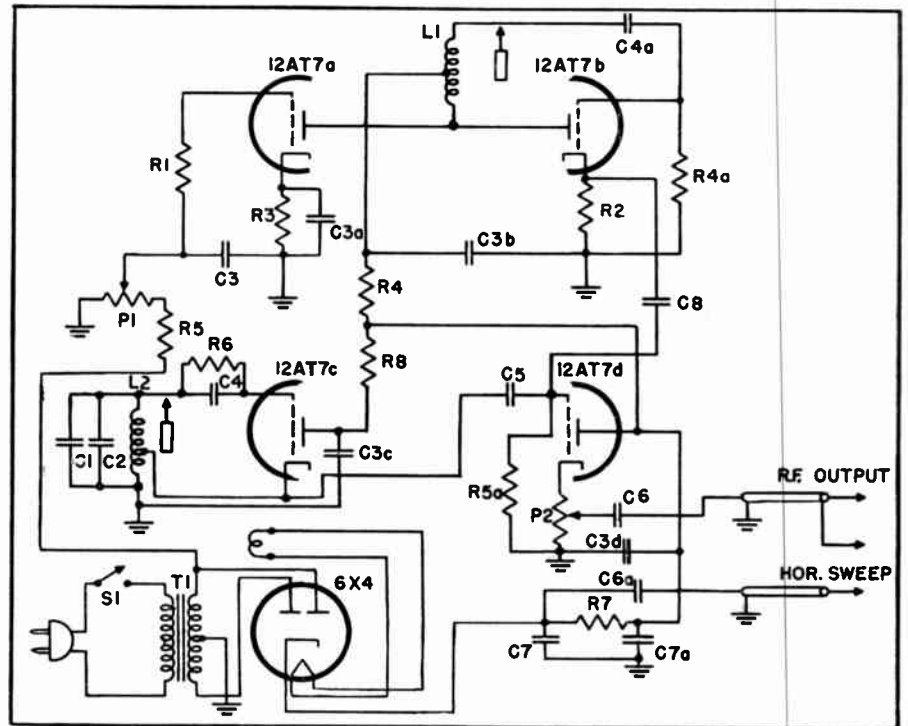 L1
C4a
12AT7a
12AT7b
R1
R4a
R3
C3a
R2
C3
C3b
C8
P1
R4
R5
R6
R8
L2
C4
12AT7c
C5
12AT7d
C1
C2
C3c
R5a
C6
R.F. OUTPUT
P2
C3d
6X4
C6a
HOR. SWEEP
S1
T1
R7
C7
C7a